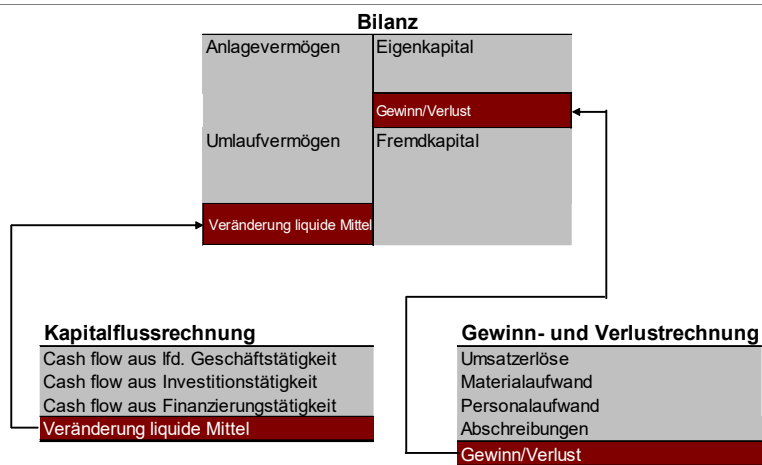 Bilanz
Anlagevermögen
Eigenkapital
Gewinn/Verlust
Umlaufvermögen
Fremdkapital
Veränderung liquide Mittel
Kapitalflussrechnung
Cash flow aus lfd. Geschäftstätigkeit
Cash flow aus Investitionstätigkeit
Cash flow aus Finanzierungstätigkeit
Veränderung liquide Mittel
Gewinn- und Verlustrechnung
Umsatzerlöse
Materialaufwand
Personalaufwand
Abschreibungen
Gewinn/Verlust